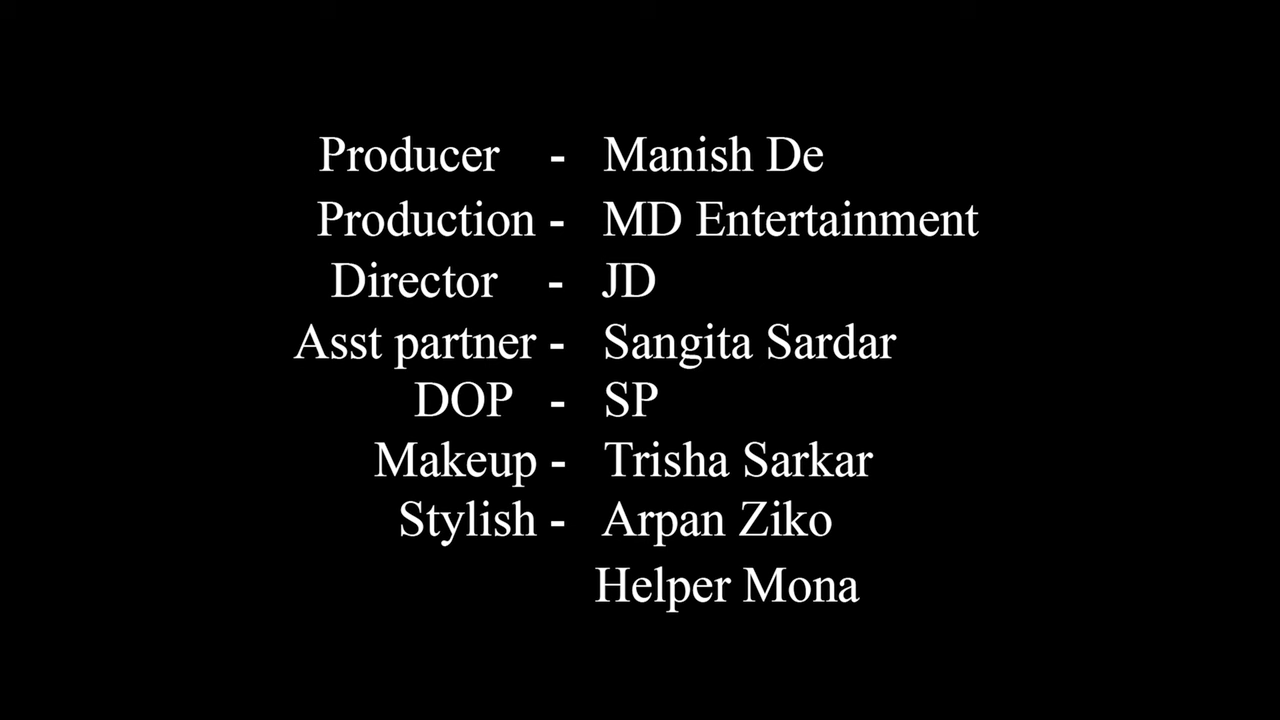 Producer - Manish De
Production - MD Entertainment
Director - JD
Asst partner - Sangita Sardar
DOP - SP
Makeup - Trisha Sarkar
Stylish - Arpan Ziko
Helper Mona